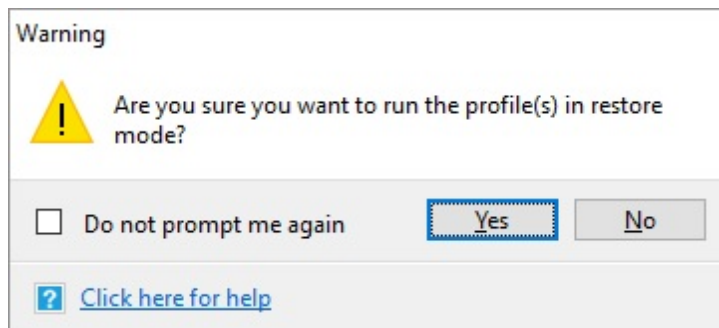 Warning
Are you sure you want to run the profile(s) in restore
mode?
Do not prompt me again
Yes
No
Click here for help